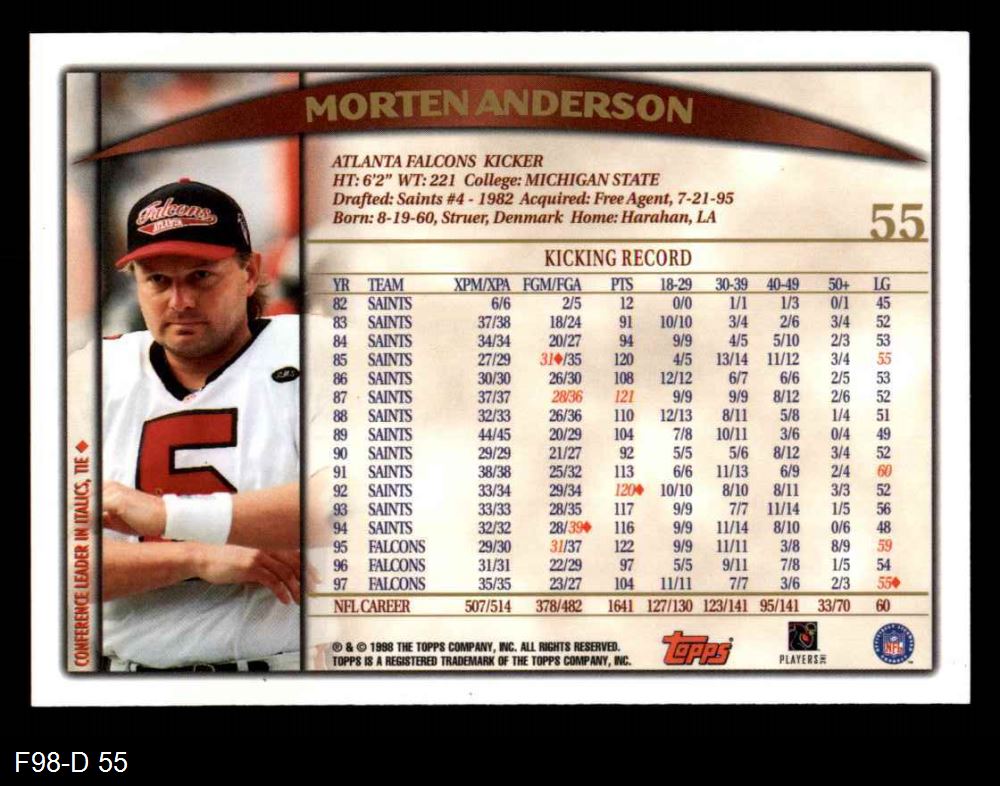 MORTEN ANDERSON
ATLANTA FALCONS KICKER
HT: 6'2" WT: 221 College: MICHIGAN STATE
Drafted: Saints #4 - 1982 Acquired: Free Agent, 7-21-95
Born: 8-19-60, Struer, Denmark Home: Harahan, LA
55
KICKING RECORD
YR TEAM XPM/XPA FGM/FGA PTS 18-29 30-39 40-49 50+ LG
82 SAINTS 6/6 2/5 12 0/0 1/1 1/3 0/1 45
83 SAINTS 37/38 18/24 91 10/10 3/4 2/6 3/4 52
84 SAINTS 34/34 20/27 94 9/9 4/5 5/10 2/3 53
85 SAINTS 27/29 31♦/35 120 4/5 13/14 11/12 3/4 55
86 SAINTS 30/30 26/30 108 12/12 6/7 6/6 2/5 53
87 SAINTS 37/37 28/36 121 9/9 9/9 8/12 2/6 52
88 SAINTS 32/33 26/36 110 12/13 8/11 5/8 1/4 51
89 SAINTS 44/45 20/29 104 7/8 10/11 3/6 0/4 49
90 SAINTS 29/29 21/27 92 5/5 5/6 8/12 3/4 52
91 SAINTS 38/38 25/32 113 6/6 11/13 6/9 2/4 60
92 SAINTS 33/34 29/34 120♦ 10/10 8/10 8/11 3/3 52
93 SAINTS 33/33 28/35 117 9/9 7/7 11/14 1/5 56
94 SAINTS 32/32 28/39♦ 116 9/9 11/14 8/10 0/6 48
95 FALCONS 29/30 31/37 122 9/9 11/11 3/8 8/9 59
96 FALCONS 31/31 22/29 97 5/5 9/11 7/8 1/5 54
97 FALCONS 35/35 23/27 104 11/11 7/7 3/6 2/3 55♦
NFL CAREER 507/514 378/482 1641 127/130 123/141 95/141 33/70 60
CONFERENCE LEADER IN ITALICS, TIE ♦
Falcons
ATLANTA
5
® & © 1998 THE TOPPS COMPANY, INC. ALL RIGHTS RESERVED.
TOPPS IS A REGISTERED TRADEMARK OF THE TOPPS COMPANY, INC.
topps
PLAYERS INC
NFL
F98-D 55